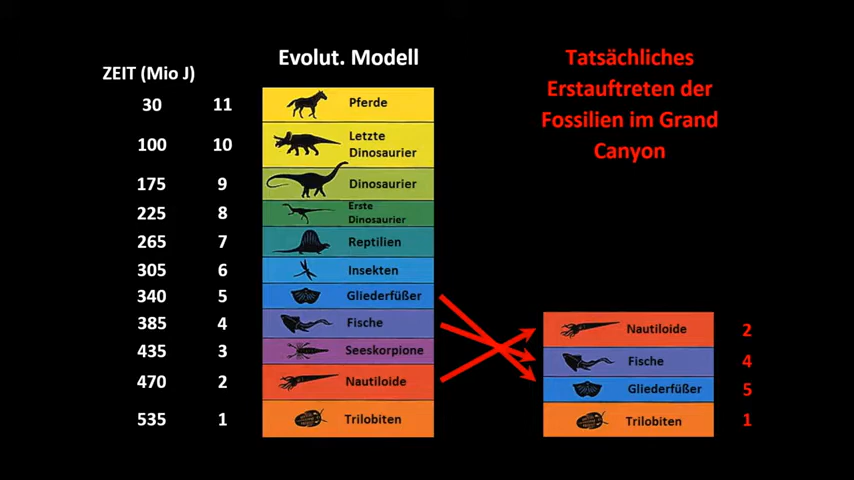 Evolut. Modell
ZEIT (Mio J)
30 11 Pferde
100 10 Letzte
Dinosaurier
175 9 Dinosaurier
225 8 Erste
Dinosaurier
265 7 Reptilien
305 6 Insekten
340 5 Gliederfüßer
385 4 Fische
435 3 Seeskorpione
470 2 Nautiloide
535 1 Trilobiten
Tatsächliches
Erstauftreten der
Fossilien im Grand
Canyon
Nautiloide 2
Fische 4
Gliederfüßer 5
Trilobiten 1